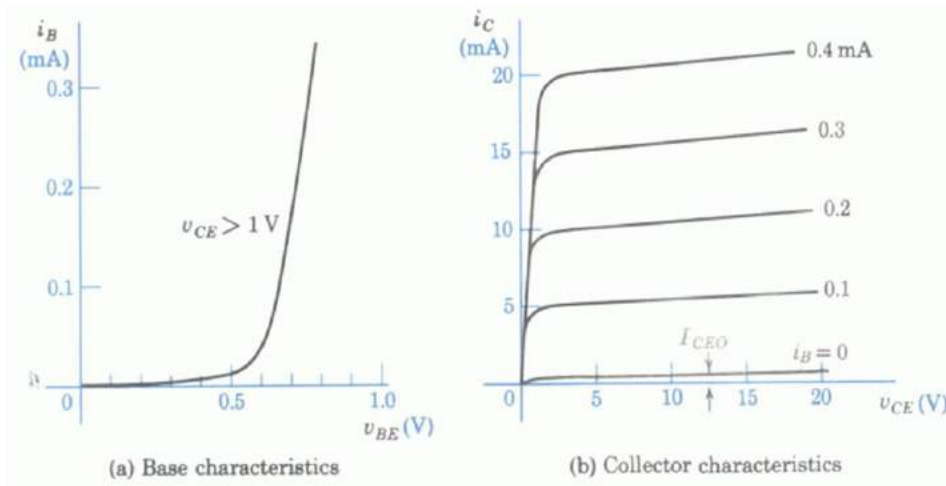 i_B
(mA)
0.3
0.2
0.1
0
0.5
1.0
v_CE > 1 V
v_BE (V)
(a) Base characteristics
i_C
(mA)
20
15
10
5
0
5
10
15
20
0.4 mA
0.3
0.2
0.1
I_CEO
i_B = 0
v_CE (V)
(b) Collector characteristics